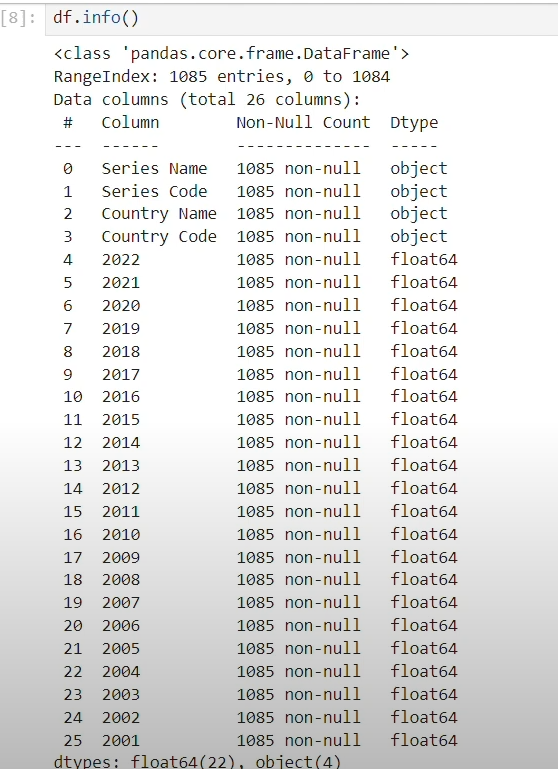 [8]: df.info()
<class 'pandas.core.frame.DataFrame'>
RangeIndex: 1085 entries, 0 to 1084
Data columns (total 26 columns):
# Column Non-Null Count Dtype
--- ------ -------------- -----
0 Series Name 1085 non-null object
1 Series Code 1085 non-null object
2 Country Name 1085 non-null object
3 Country Code 1085 non-null object
4 2022 1085 non-null float64
5 2021 1085 non-null float64
6 2020 1085 non-null float64
7 2019 1085 non-null float64
8 2018 1085 non-null float64
9 2017 1085 non-null float64
10 2016 1085 non-null float64
11 2015 1085 non-null float64
12 2014 1085 non-null float64
13 2013 1085 non-null float64
14 2012 1085 non-null float64
15 2011 1085 non-null float64
16 2010 1085 non-null float64
17 2009 1085 non-null float64
18 2008 1085 non-null float64
19 2007 1085 non-null float64
20 2006 1085 non-null float64
21 2005 1085 non-null float64
22 2004 1085 non-null float64
23 2003 1085 non-null float64
24 2002 1085 non-null float64
25 2001 1085 non-null float64
dtypes: float64(22), object(4)